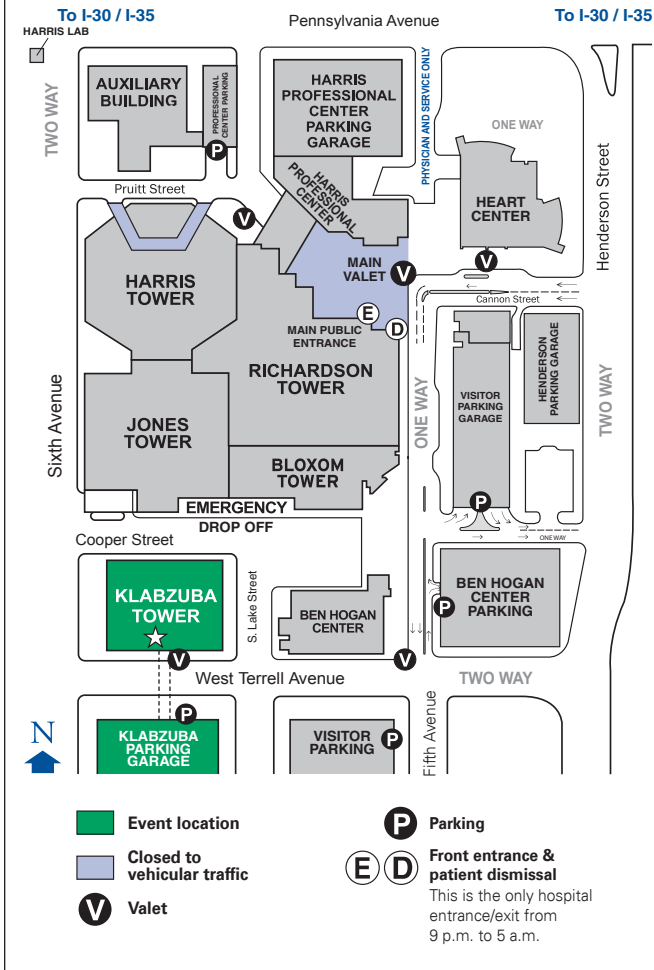 To I-30 / I-35
Pennsylvania Avenue
To I-30 / I-35
HARRIS LAB
TWO WAY
AUXILIARY
BUILDING
PROFESSIONAL
CENTER PARKING
P
HARRIS
PROFESSIONAL
CENTER
PARKING
GARAGE
PHYSICIAN AND SERVICE ONLY
ONE WAY
HEART
CENTER
V
Henderson Street
Pruitt Street
V
HARRIS
PROFESSIONAL
CENTER
MAIN
VALET
V
HARRIS
TOWER
E
D
MAIN PUBLIC
ENTRANCE
Cannon Street
RICHARDSON
TOWER
ONE WAY
VISITOR
PARKING
GARAGE
P
HENDERSON
PARKING GARAGE
TWO WAY
Sixth Avenue
JONES
TOWER
BLOXOM
TOWER
EMERGENCY
DROP OFF
ONE WAY
Cooper Street
KLABZUBA
TOWER
V
S. Lake Street
BEN HOGAN
CENTER
V
P
BEN HOGAN
CENTER
PARKING
West Terrell Avenue
TWO WAY
N
P
KLABZUBA
PARKING
GARAGE
VISITOR
PARKING
P
Fifth Avenue
Event location
Closed to
vehicular traffic
V Valet
P Parking
E D Front entrance &
patient dismissal
This is the only hospital
entrance/exit from
9 p.m. to 5 a.m.